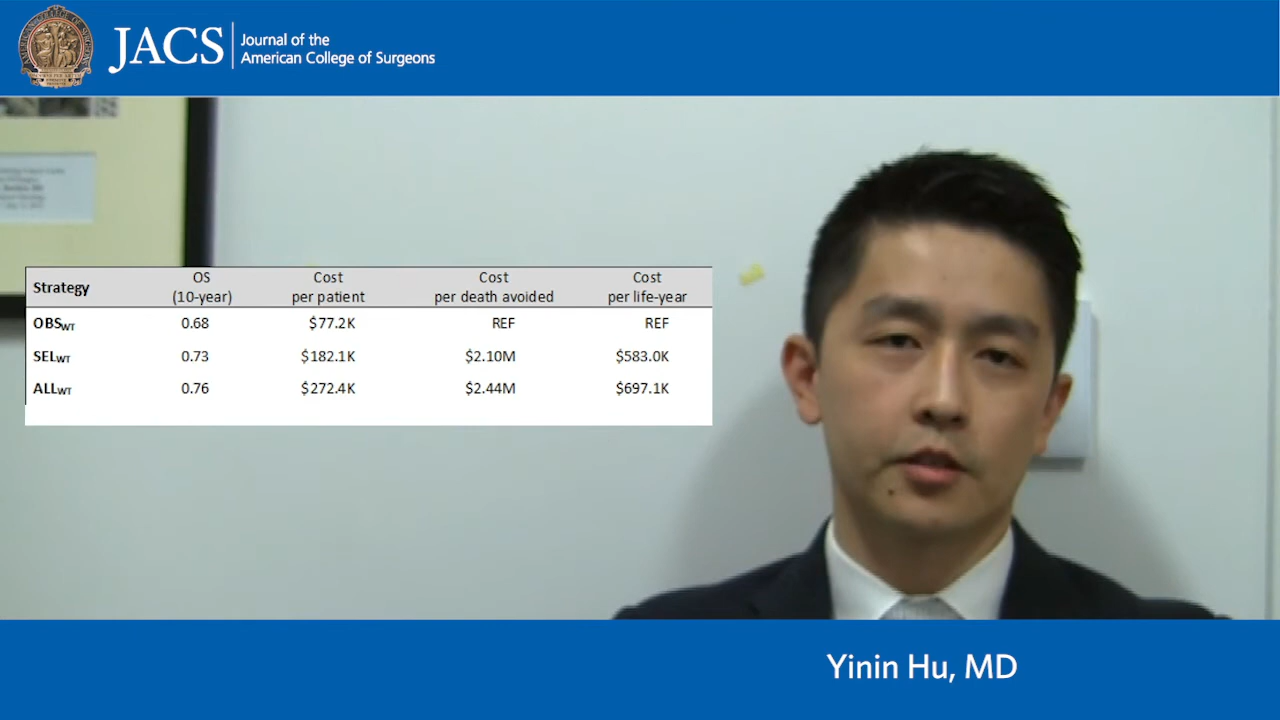 JACS
Journal of the
American College of Surgeons
Strategy OS (10-year) Cost per patient Cost per death avoided Cost per life-year
OBSWT 0.68 $77.2K REF REF
SELWT 0.73 $182.1K $2.10M $583.0K
ALLWT 0.76 $272.4K $2.44M $697.1K
Yinin Hu, MD